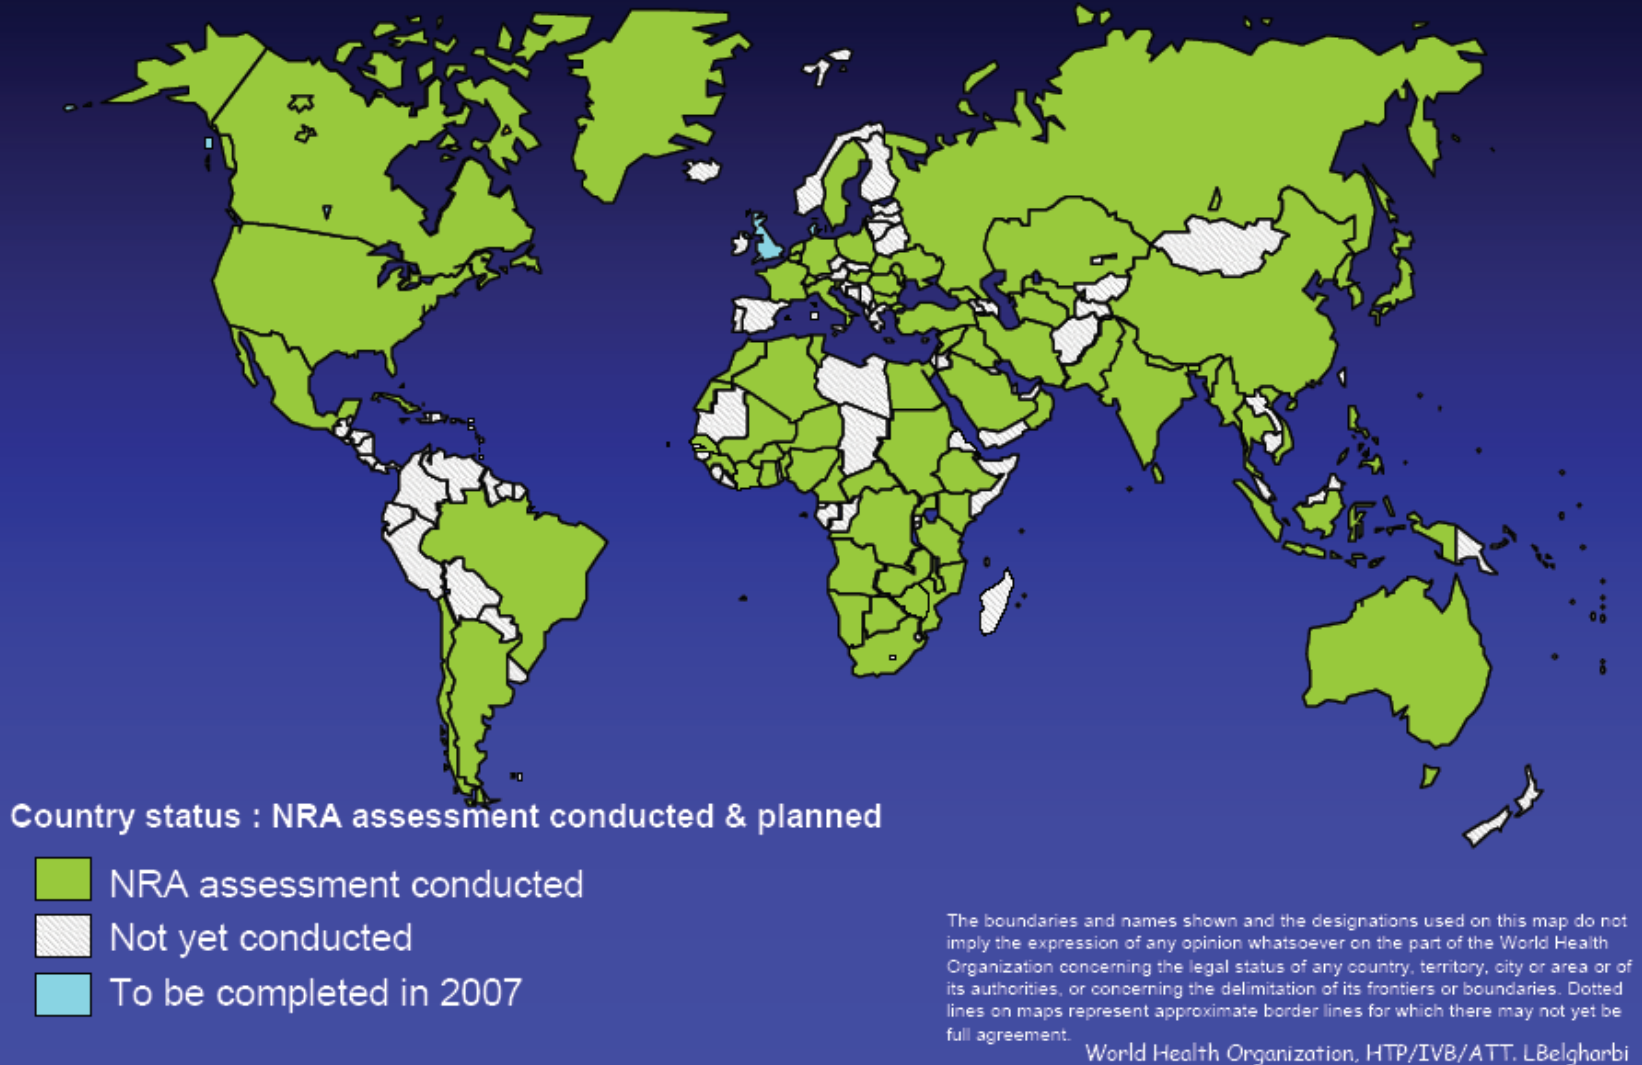 Country status : NRA assessment conducted & planned
NRA assessment conducted
Not yet conducted
To be completed in 2007
The boundaries and names shown and the designations used on this map do not
imply the expression of any opinion whatsoever on the part of the World Health
Organization concerning the legal status of any country, territory, city or area or of
its authorities, or concerning the delimitation of its frontiers or boundaries. Dotted
lines on maps represent approximate border lines for which there may not yet be
full agreement.
World Health Organization, HTP/IVB/ATT. LBelgharbi